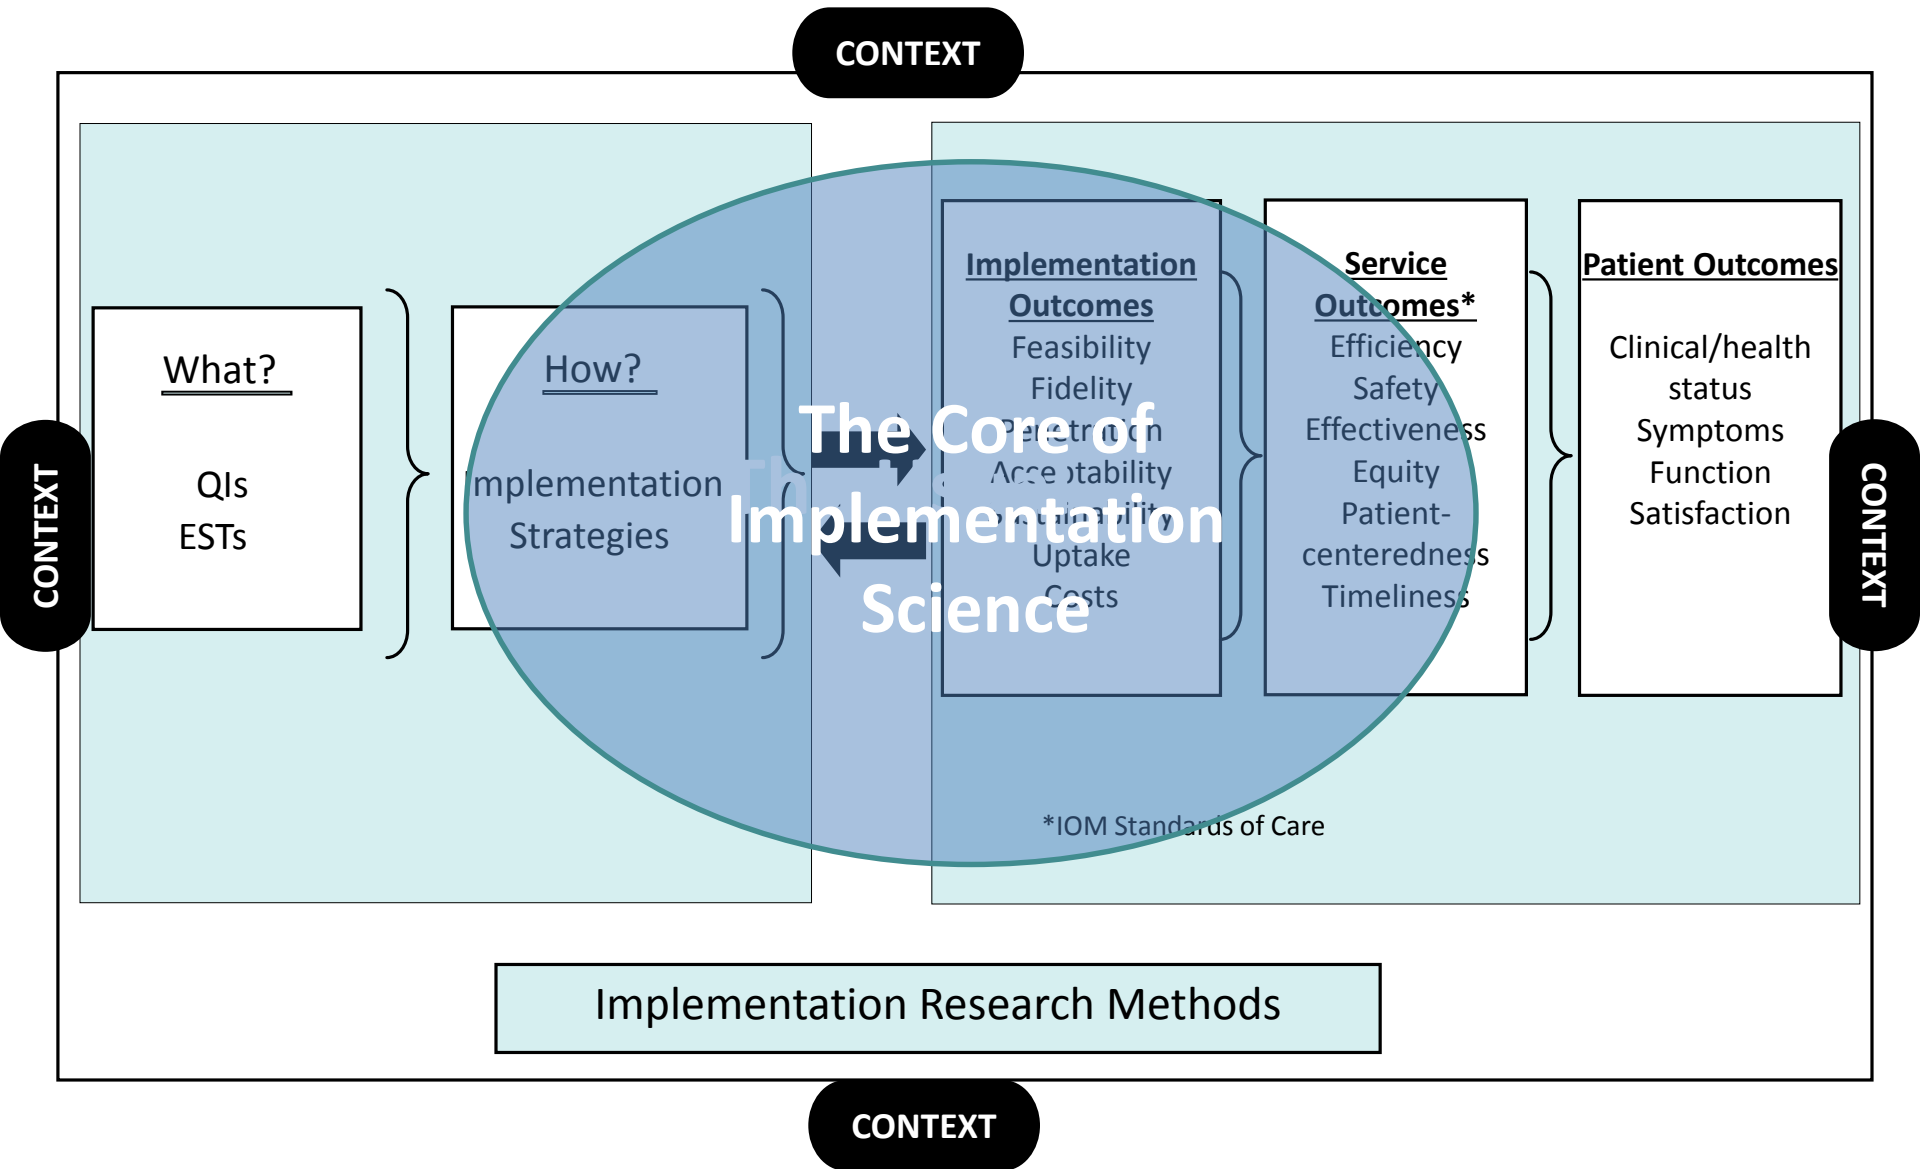 CONTEXT
CONTEXT
What?
QIs
ESTs
How?
Implementation
Strategies
The Core of
Implementation
Science
Implementation
Outcomes
Feasibility
Fidelity
Penetration
Acceptability
Sustainability
Uptake
Costs
Service
Outcomes*
Efficiency
Safety
Effectiveness
Equity
Patient-
centeredness
Timeliness
Patient Outcomes
Clinical/health
status
Symptoms
Function
Satisfaction
CONTEXT
*IOM Standards of Care
Implementation Research Methods
CONTEXT